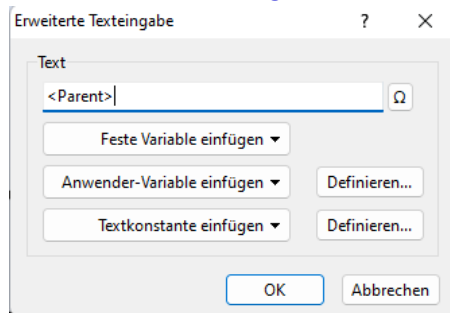 Erweiterte Texteingabe ? ×
Text
<Parent> Ω
Feste Variable einfügen
Anwender-Variable einfügen Definieren...
Textkonstante einfügen Definieren...
OK Abbrechen